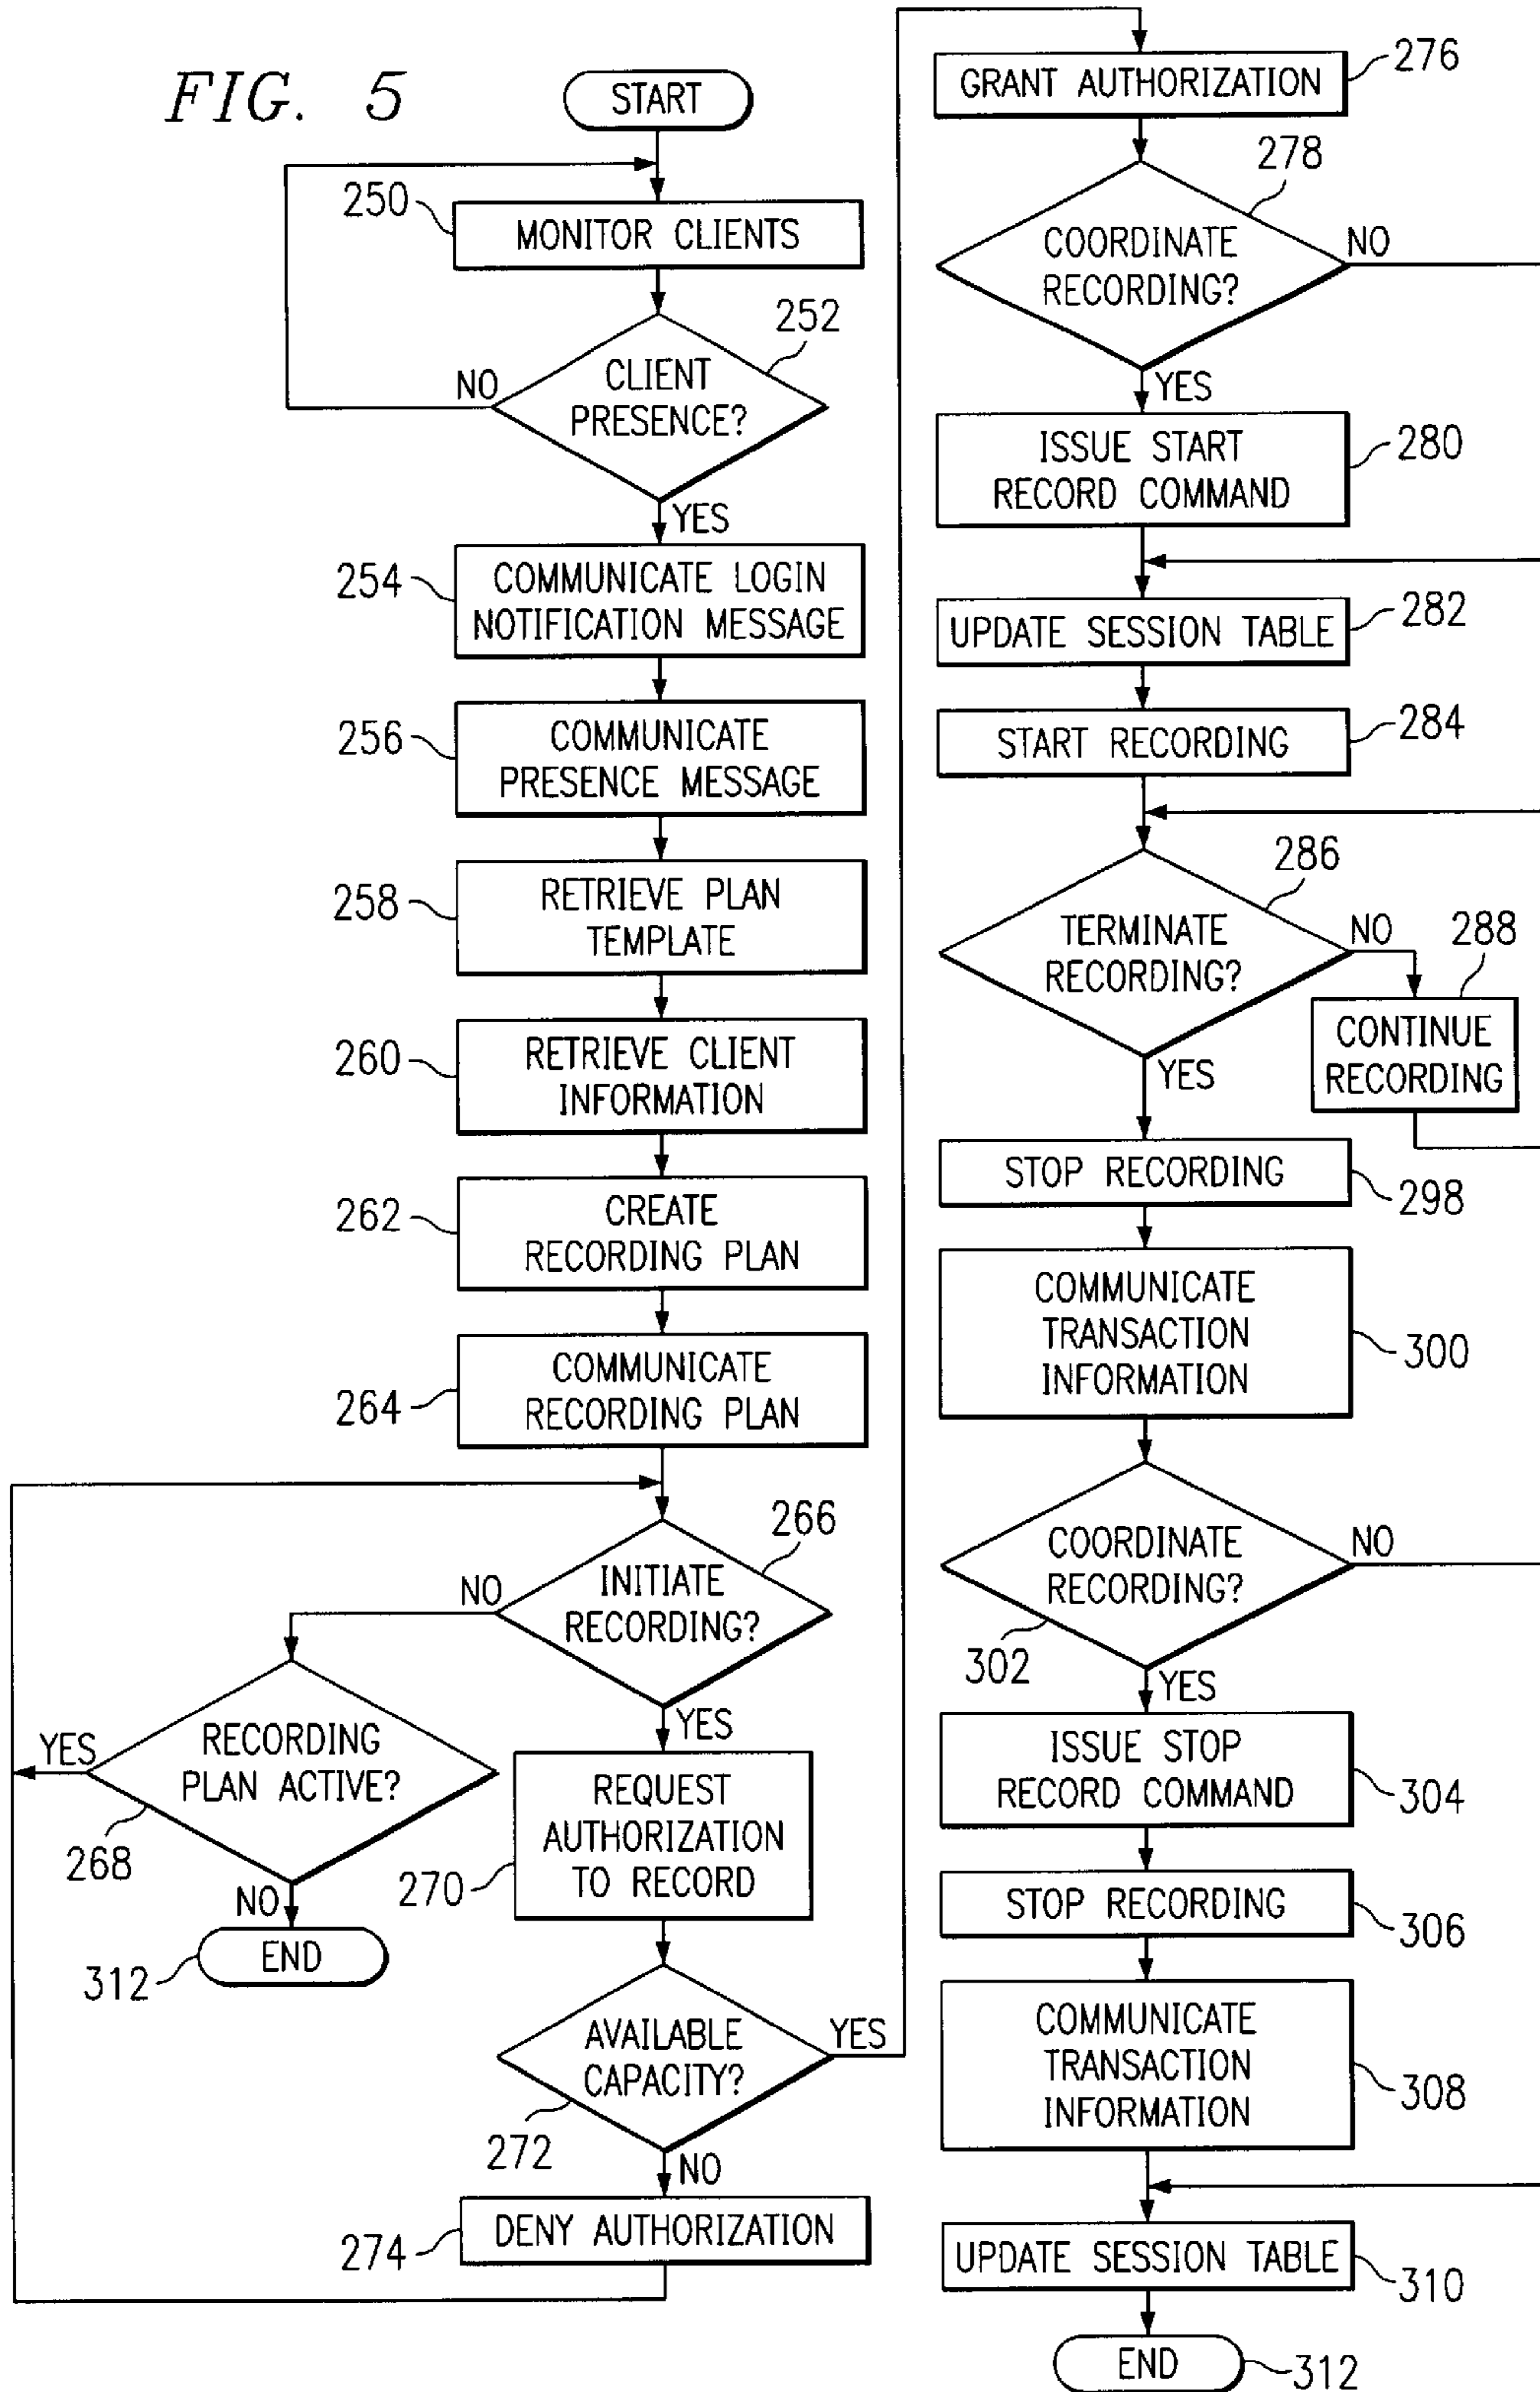 FIG. 5
START
250
MONITOR CLIENTS
252
NO
CLIENT
PRESENCE?
YES
254
COMMUNICATE LOGIN
NOTIFICATION MESSAGE
256
COMMUNICATE
PRESENCE MESSAGE
258
RETRIEVE PLAN
TEMPLATE
260
RETRIEVE CLIENT
INFORMATION
262
CREATE
RECORDING PLAN
264
COMMUNICATE
RECORDING PLAN
266
NO
INITIATE
RECORDING?
YES
YES
RECORDING
PLAN ACTIVE?
268
NO
312
END
270
REQUEST
AUTHORIZATION
TO RECORD
AVAILABLE
CAPACITY?
YES
272
NO
274
DENY AUTHORIZATION
GRANT AUTHORIZATION
276
278
COORDINATE
RECORDING?
NO
YES
ISSUE START
RECORD COMMAND
280
UPDATE SESSION TABLE
282
START RECORDING
284
286
TERMINATE
RECORDING?
NO
288
CONTINUE
RECORDING
YES
STOP RECORDING
298
COMMUNICATE
TRANSACTION
INFORMATION
300
COORDINATE
RECORDING?
NO
302
YES
ISSUE STOP
RECORD COMMAND
304
STOP RECORDING
306
COMMUNICATE
TRANSACTION
INFORMATION
308
UPDATE SESSION TABLE
310
END
312